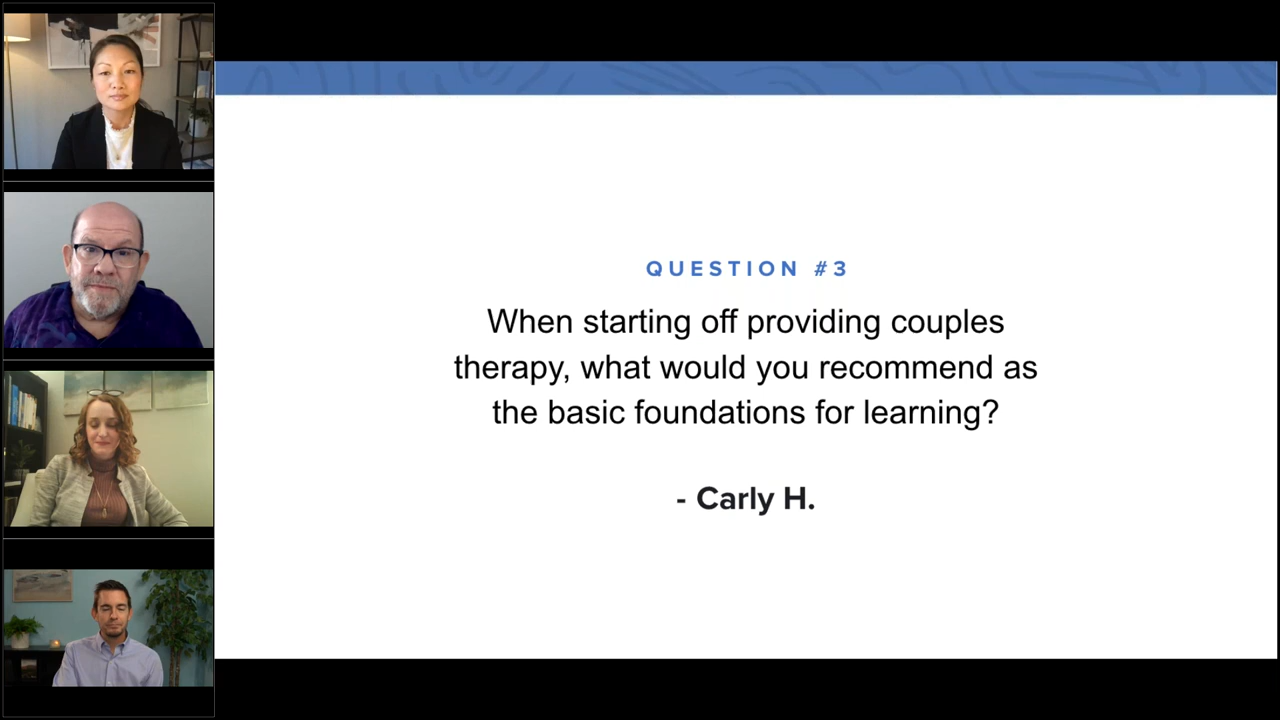 QUESTION #3
When starting off providing couples
therapy, what would you recommend as
the basic foundations for learning?
- Carly H.